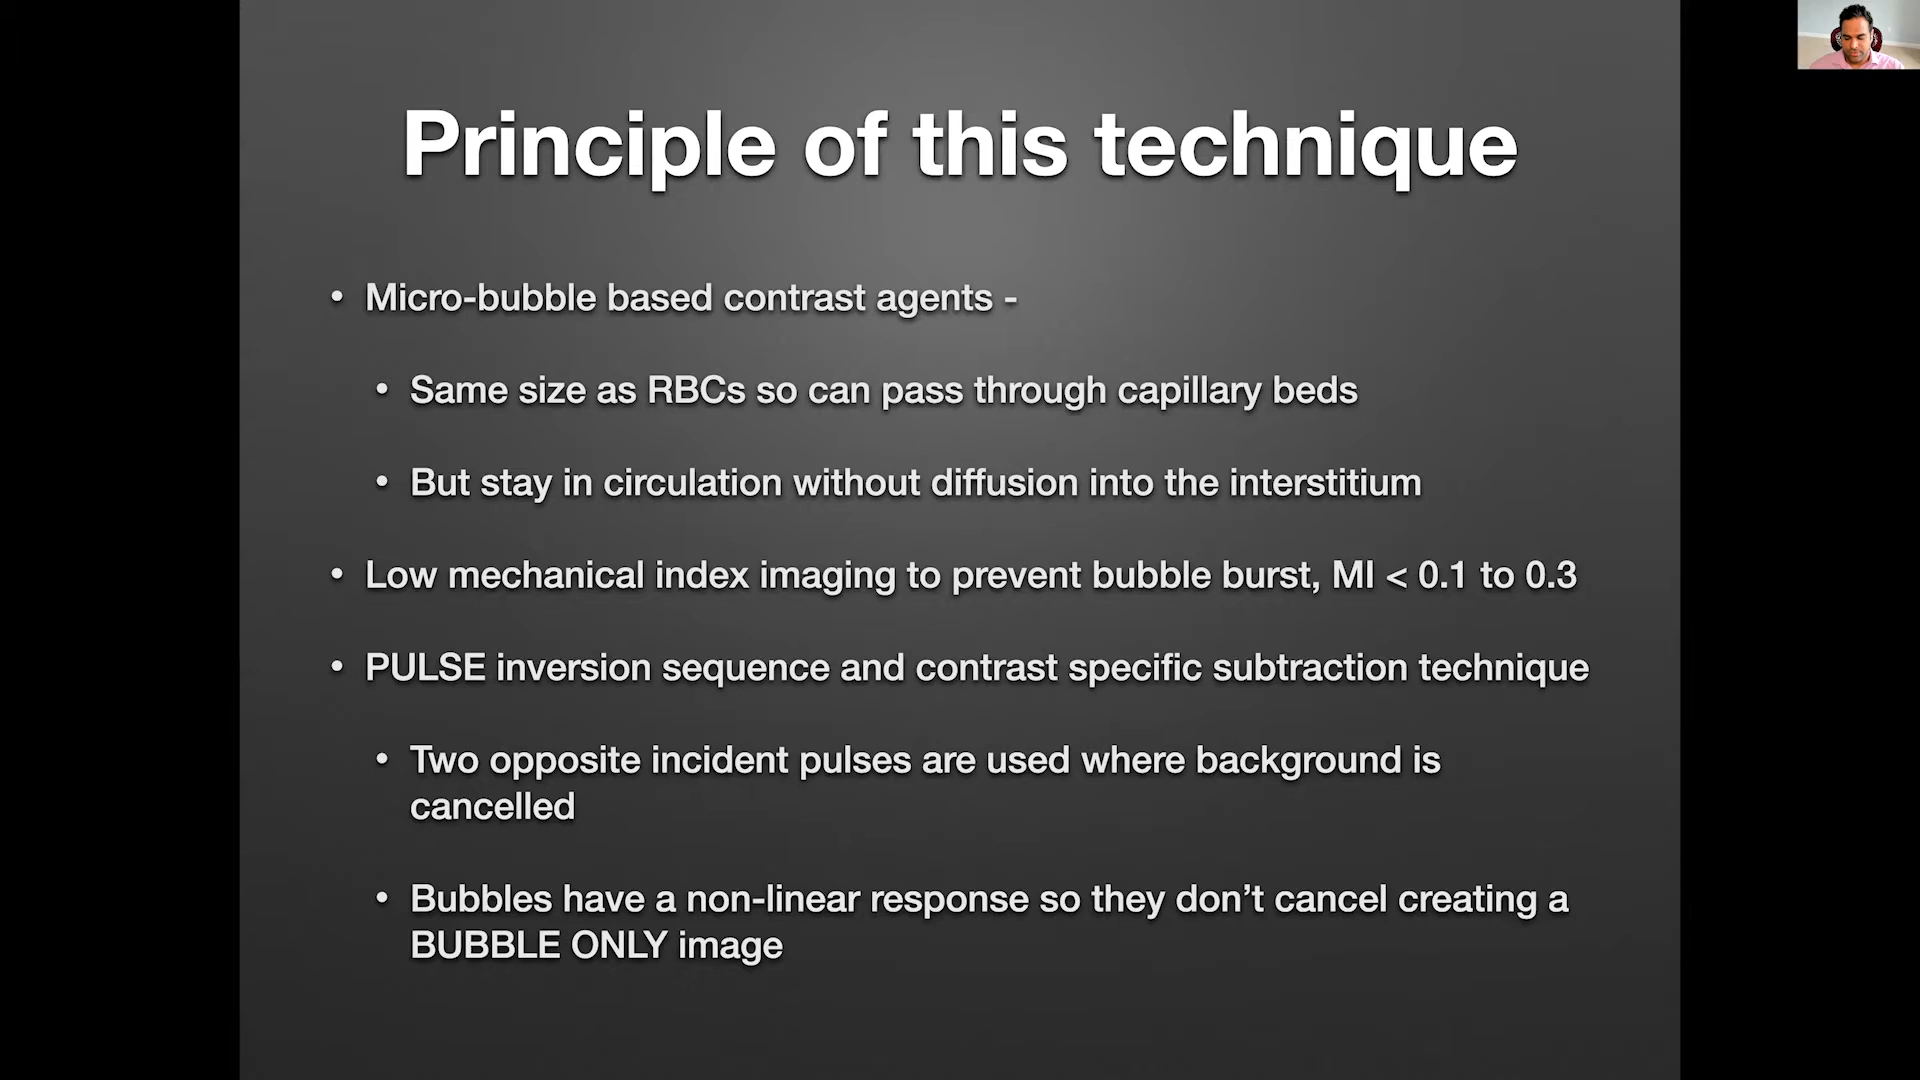 Principle of this technique
• Micro-bubble based contrast agents -
• Same size as RBCs so can pass through capillary beds
• But stay in circulation without diffusion into the interstitium
• Low mechanical index imaging to prevent bubble burst, MI < 0.1 to 0.3
• PULSE inversion sequence and contrast specific subtraction technique
• Two opposite incident pulses are used where background is
cancelled
• Bubbles have a non-linear response so they don’t cancel creating a
BUBBLE ONLY image